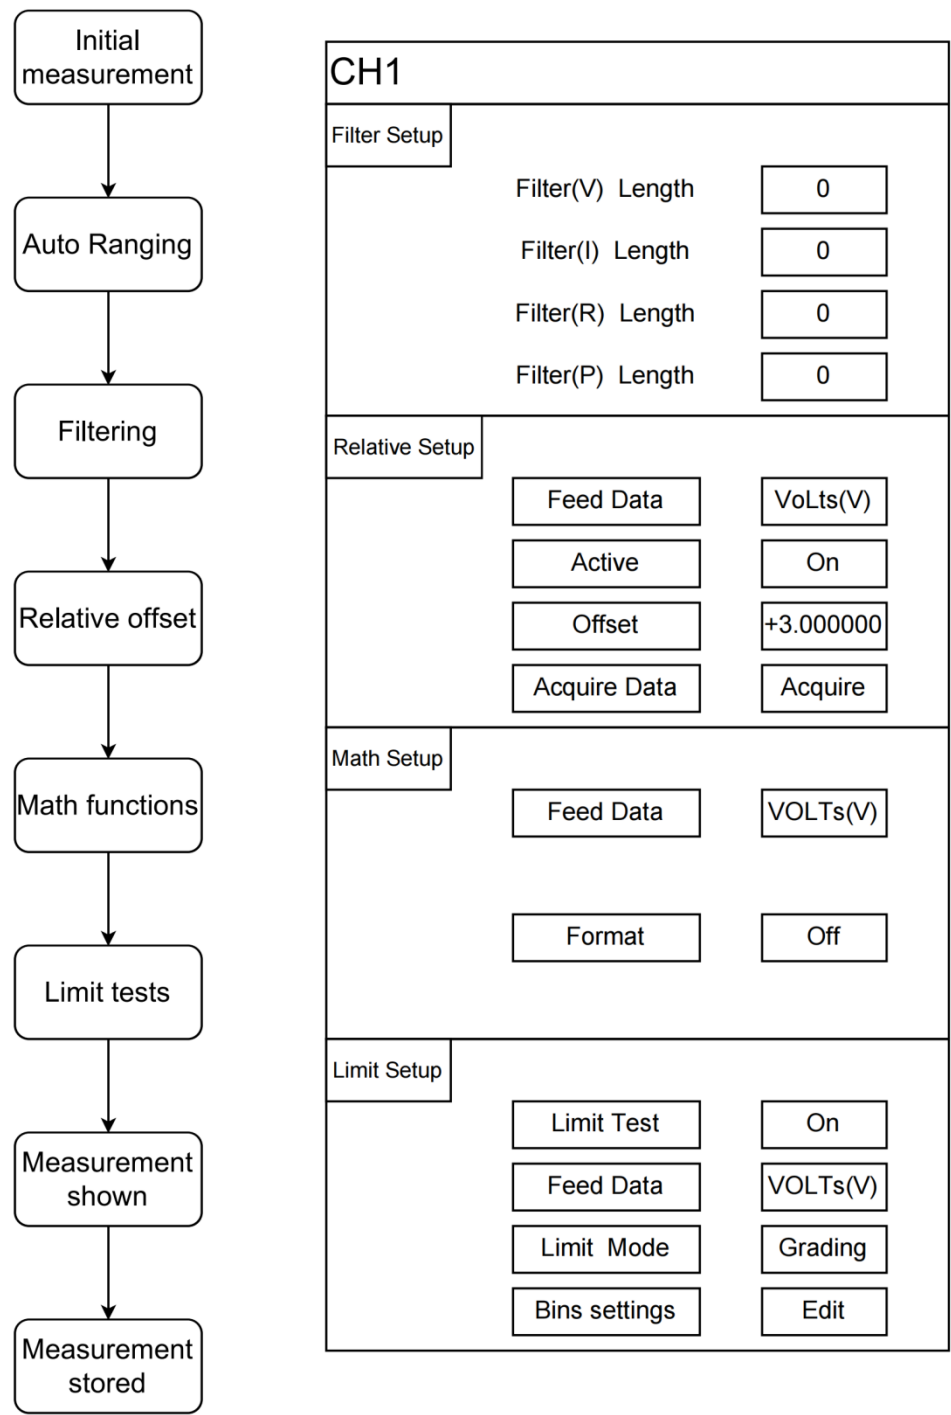 Initial
measurement
Auto Ranging
Filtering
Relative offset
Math functions
Limit tests
Measurement
shown
Measurement
stored
CH1
Filter Setup
Filter(V) Length 0
Filter(I) Length 0
Filter(R) Length 0
Filter(P) Length 0
Relative Setup
Feed Data VoLts(V)
Active On
Offset +3.000000
Acquire Data Acquire
Math Setup
Feed Data VOLTs(V)
Format Off
Limit Setup
Limit Test On
Feed Data VOLTs(V)
Limit Mode Grading
Bins settings Edit